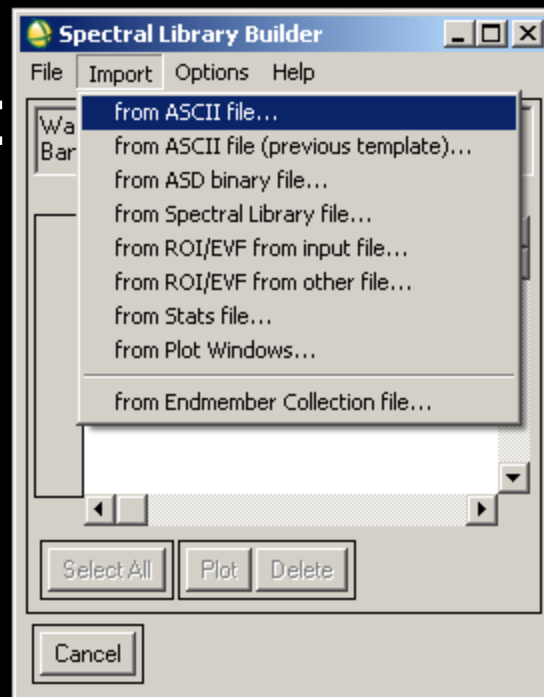 Spectral Library Builder
File Import Options Help
Wa
Bar
from ASCII file...
from ASCII file (previous template)...
from ASD binary file...
from Spectral Library file...
from ROI/EVF from input file...
from ROI/EVF from other file...
from Stats file...
from Plot Windows...
from Endmember Collection file...
Select All Plot Delete
Cancel